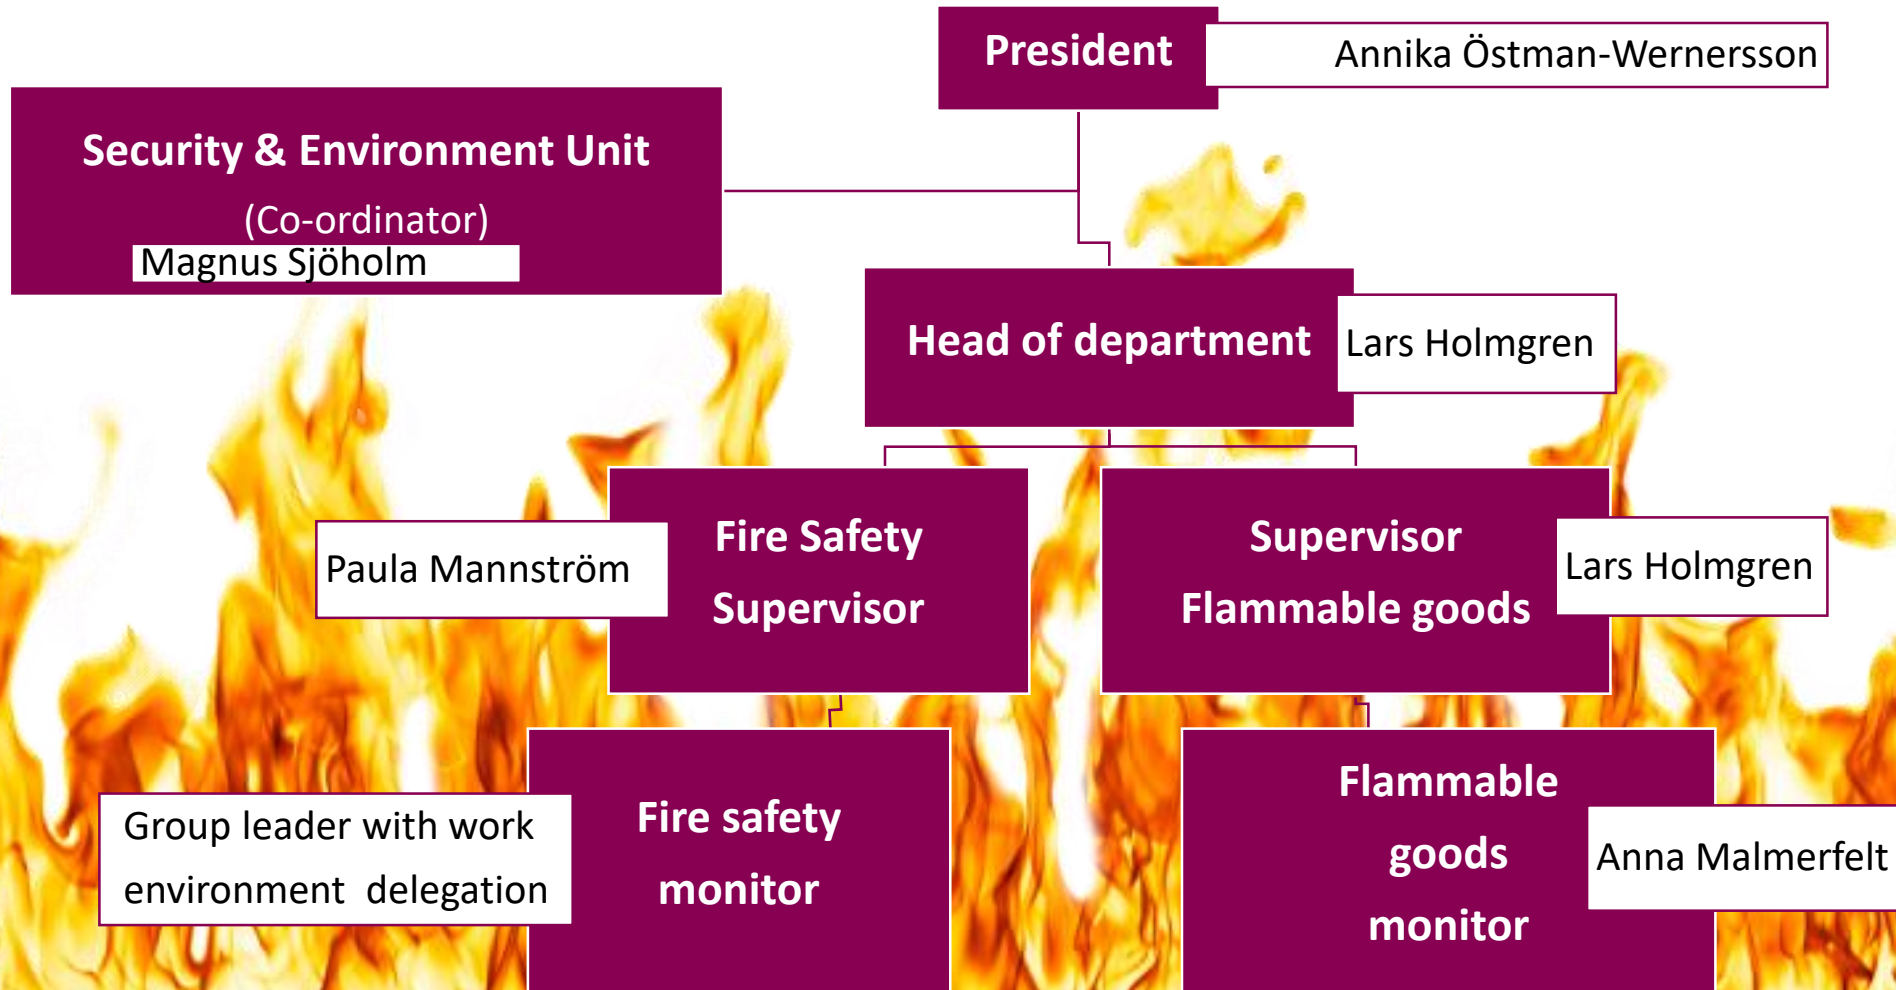 President
Annika Östman-Wernersson
Security & Environment Unit
(Co-ordinator)
Magnus Sjöholm
Head of department
Lars Holmgren
Paula Mannström
Fire Safety
Supervisor
Supervisor
Flammable goods
Lars Holmgren
Group leader with work
environment  delegation
Fire safety
monitor
Flammable
goods
monitor
Anna Malmerfelt